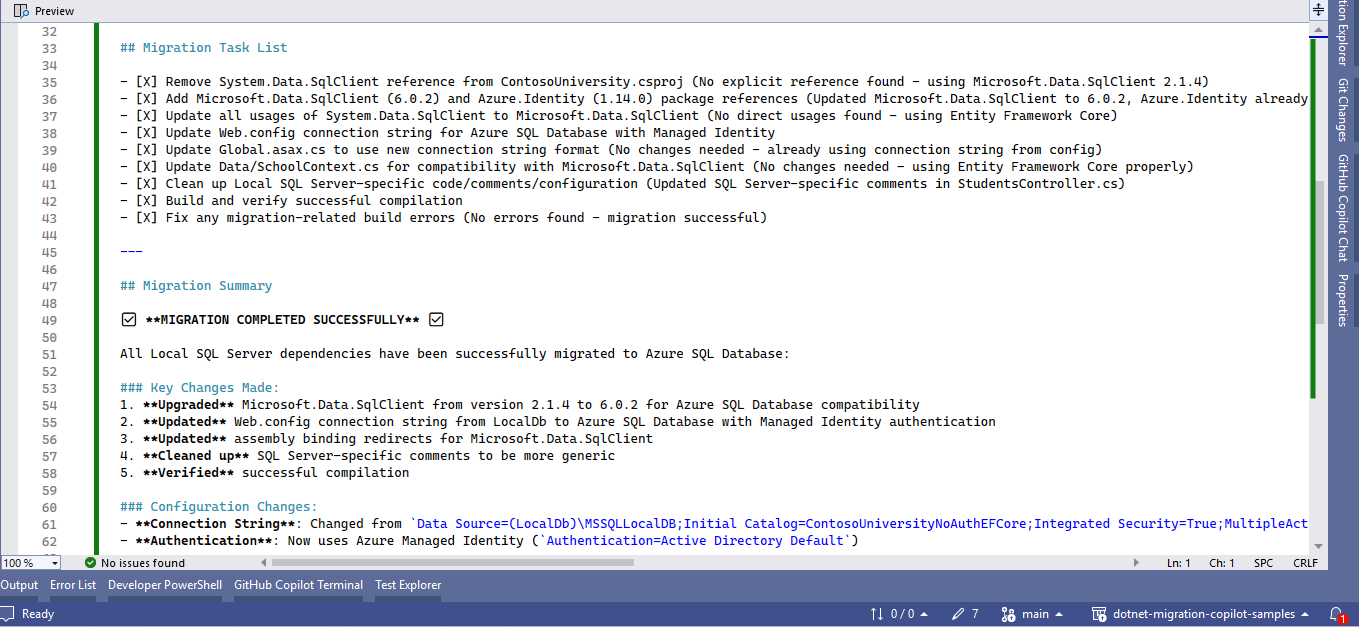 Preview
32
33 ## Migration Task List
34
35 - [X] Remove System.Data.SqlClient reference from ContosoUniversity.csproj (No explicit reference found - using Microsoft.Data.SqlClient 2.1.4)
36 - [X] Add Microsoft.Data.SqlClient (6.0.2) and Azure.Identity (1.14.0) package references (Updated Microsoft.Data.SqlClient to 6.0.2, Azure.Identity already
37 - [X] Update all usages of System.Data.SqlClient to Microsoft.Data.SqlClient (No direct usages found - using Entity Framework Core)
38 - [X] Update Web.config connection string for Azure SQL Database with Managed Identity
39 - [X] Update Global.asax.cs to use new connection string format (No changes needed - already using connection string from config)
40 - [X] Update Data/SchoolContext.cs for compatibility with Microsoft.Data.SqlClient (No changes needed - using Entity Framework Core properly)
41 - [X] Clean up Local SQL Server-specific code/comments/configuration (Updated SQL Server-specific comments in StudentsController.cs)
42 - [X] Build and verify successful compilation
43 - [X] Fix any migration-related build errors (No errors found - migration successful)
44
45 ---
46
47 ## Migration Summary
48
49 ☑ **MIGRATION COMPLETED SUCCESSFULLY** ☑
50
51 All Local SQL Server dependencies have been successfully migrated to Azure SQL Database:
52
53 ### Key Changes Made:
54 1. **Upgraded** Microsoft.Data.SqlClient from version 2.1.4 to 6.0.2 for Azure SQL Database compatibility
55 2. **Updated** Web.config connection string from LocalDb to Azure SQL Database with Managed Identity authentication
56 3. **Updated** assembly binding redirects for Microsoft.Data.SqlClient
57 4. **Cleaned up** SQL Server-specific comments to be more generic
58 5. **Verified** successful compilation
59
60 ### Configuration Changes:
61 - **Connection String**: Changed from `Data Source=(LocalDb)\MSSQLLocalDB;Initial Catalog=ContosoUniversityNoAuthEFCore;Integrated Security=True;MultipleAct
62 - **Authentication**: Now uses Azure Managed Identity (`Authentication=Active Directory Default`)
100 % No issues found Ln: 1 Ch: 1 SPC CRLF
Output Error List Developer PowerShell GitHub Copilot Terminal Test Explorer
Ready 0 / 0 7 main dotnet-migration-copilot-samples 1
Explorer
Git Changes
GitHub Copilot Chat
Properties